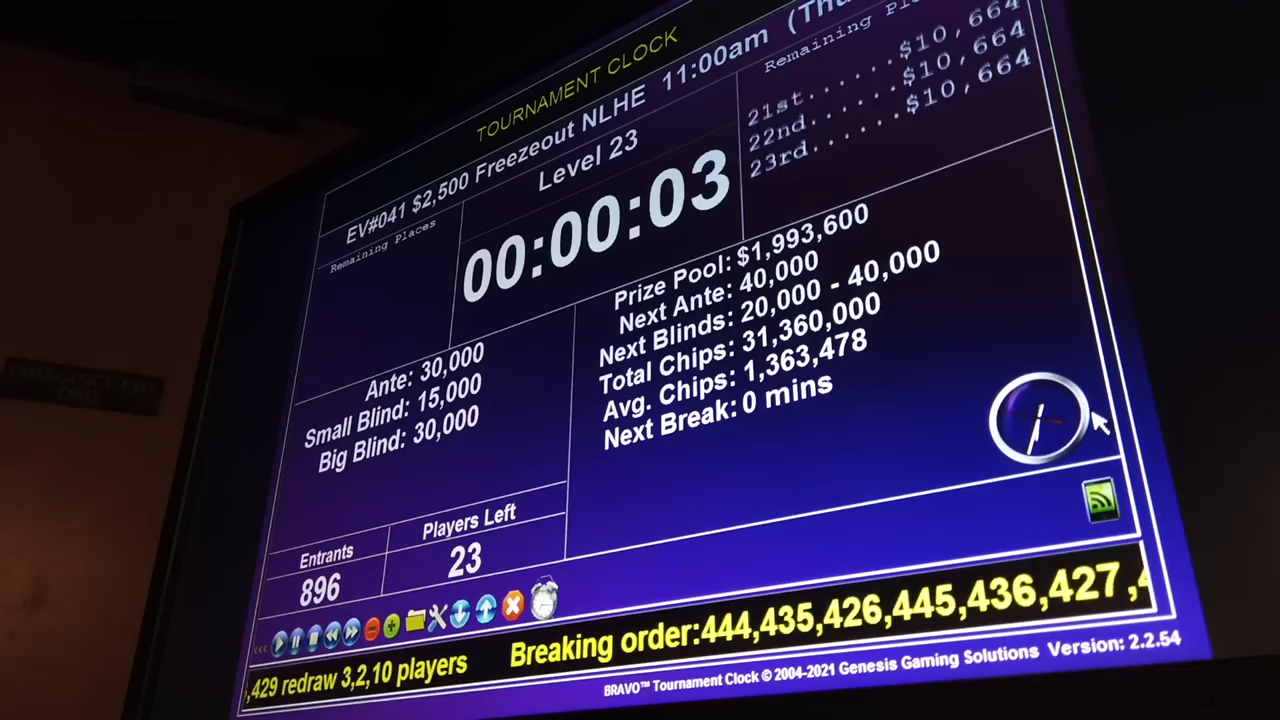 TOURNAMENT CLOCK
EV#041 $2,500 Freezeout NLHE 11:00am (Thu
Remaining Places
Level 23
00:00:03
Remaining
21st.....$10,664
22nd.....$10,664
23rd......$10,664
Prize Pool: $1,993,600
Next Ante: 40,000
Next Blinds: 20,000 - 40,000
Total Chips: 31,360,000
Avg. Chips: 1,363,478
Next Break: 0 mins
Ante: 30,000
Small Blind: 15,000
Big Blind: 30,000
Entrants
896
Players Left
23
,429 redraw 3,2,10 players Breaking order:444,435,426,445,436,427,
BRAVO™ Tournament Clock © 2004-2021 Genesis Gaming Solutions Version: 2.2.54